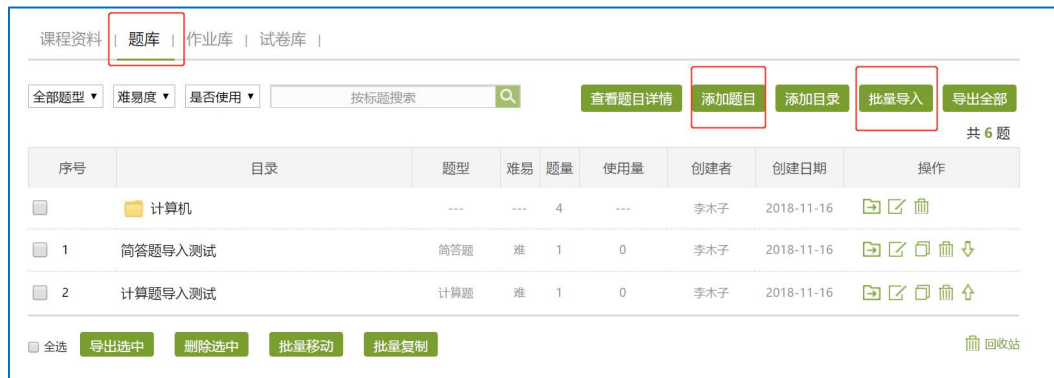 课程资料 | 题库 | 作业库 | 试卷库 |
全部题型 ▼ 难易度 ▼ 是否使用 ▼ 按标题搜索 查看题目详情 添加题目 添加目录 批量导入 导出全部
共 6 题
序号 目录 题型 难易 题量 使用量 创建者 创建日期 操作
计算机 --- --- 4 --- 李木子 2018-11-16
1 简答题导入测试 简答题 难 1 0 李木子 2018-11-16
2 计算题导入测试 计算题 难 1 0 李木子 2018-11-16
全选 导出选中 删除选中 批量移动 批量复制 回收站